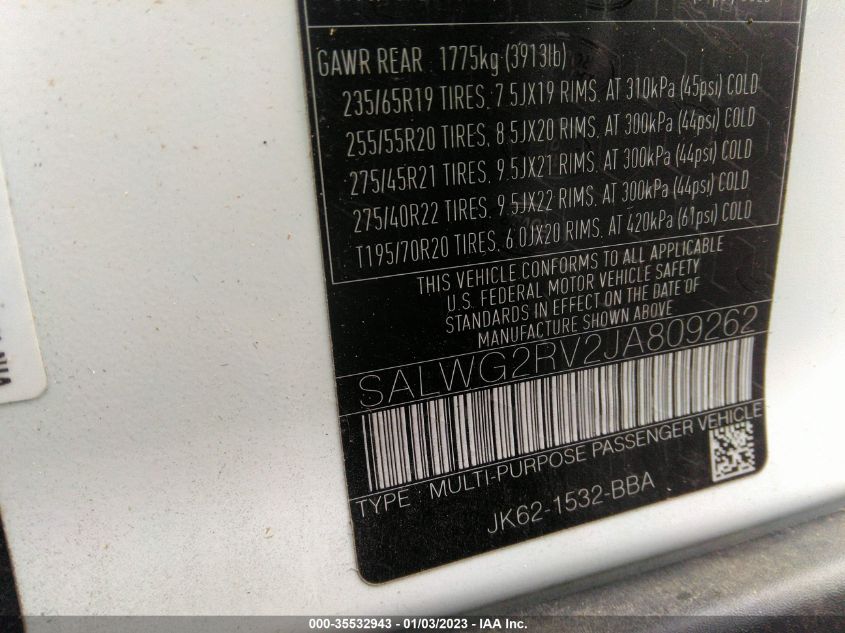 GAWR REAR 1775kg (3913lb)
235/65R19 TIRES, 7.5JX19 RIMS, AT 310kPa (45psi) COLD
255/55R20 TIRES, 8.5JX20 RIMS, AT 300kPa (44psi) COLD
275/45R21 TIRES, 9.5JX21 RIMS, AT 300kPa (44psi) COLD
275/40R22 TIRES, 9.5JX22 RIMS, AT 300kPa (44psi) COLD
T195/70R20 TIRES, 6.0JX20 RIMS, AT 420kPa (61psi) COLD
THIS VEHICLE CONFORMS TO ALL APPLICABLE
U.S. FEDERAL MOTOR VEHICLE SAFETY
STANDARDS IN EFFECT ON THE DATE OF
MANUFACTURE SHOWN ABOVE
SALWG2RV2JA809262
TYPE : MULTI-PURPOSE PASSENGER VEHICLE
JK62-1532-BBA
000-35532943 - 01/03/2023 - IAA Inc.